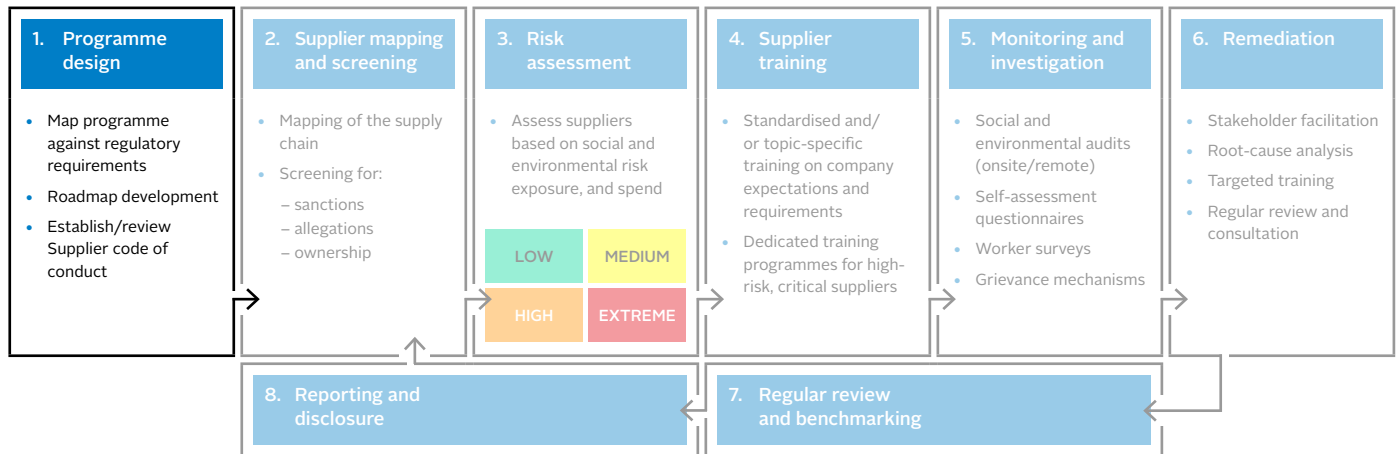 1. Programme
design
• Map programme
against regulatory
requirements
• Roadmap development
• Establish/review
Supplier code of
conduct
2. Supplier mapping
and screening
• Mapping of the supply
chain
• Screening for:
– sanctions
– allegations
– ownership
3. Risk
assessment
• Assess suppliers
based on social and
environmental risk
exposure, and spend
LOW
MEDIUM
HIGH
EXTREME
4. Supplier
training
• Standardised and/
or topic-specific
training on company
expectations and
requirements
• Dedicated training
programmes for high-
risk, critical suppliers
5. Monitoring and
investigation
• Social and
environmental audits
(onsite/remote)
• Self-assessment
questionnaires
• Worker surveys
• Grievance mechanisms
6. Remediation
• Stakeholder facilitation
• Root-cause analysis
• Targeted training
• Regular review and
consultation
7. Regular review
and benchmarking
8. Reporting and
disclosure